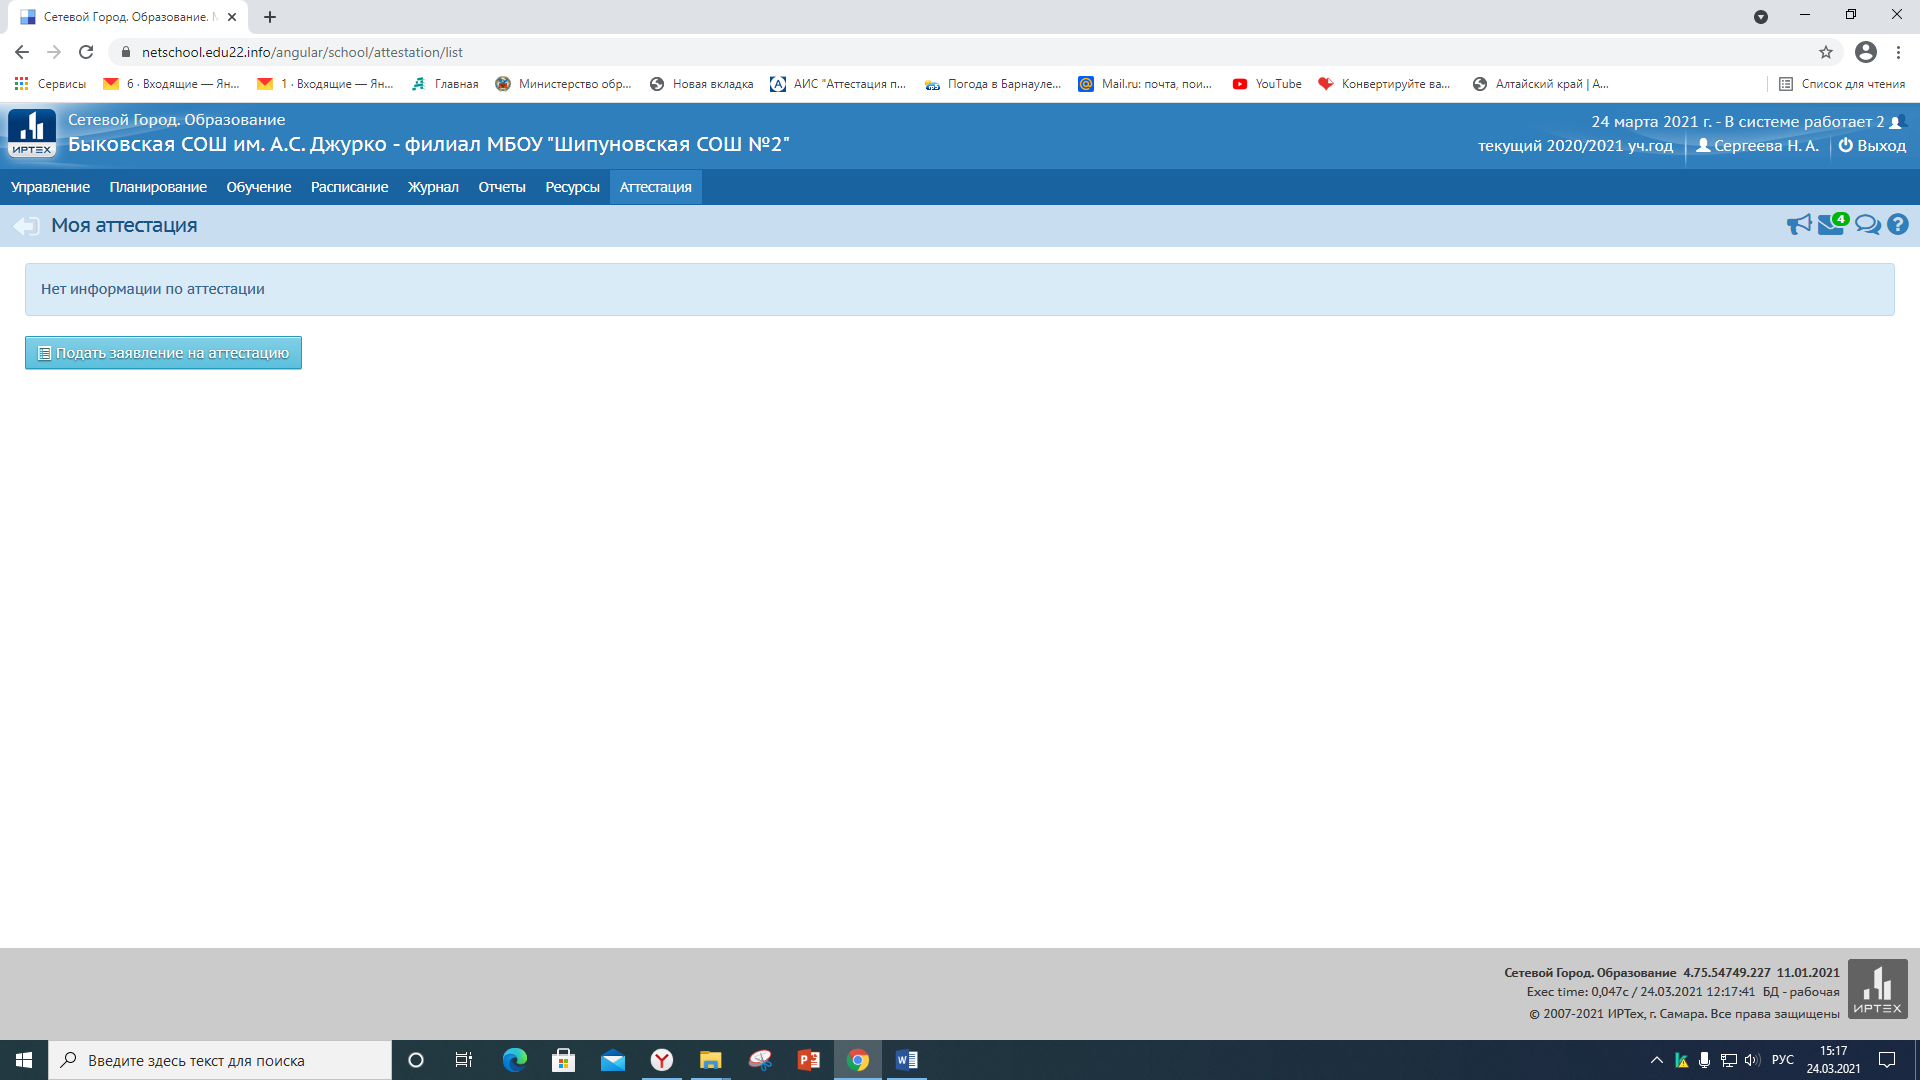 Сетевой Город. Образование. М
netschool.edu22.info/angular/school/attestation/list
Сервисы
6 · Входящие — Ян...
1 · Входящие — Ян...
Главная
Министерство обр...
Новая вкладка
АИС "Аттестация п...
Погода в Барнауле...
Mail.ru: почта, пои...
YouTube
Конвертируйте ва...
Алтайский край | А...
Список для чтения
Сетевой Город. Образование
Быковская СОШ им. А.С. Джурко - филиал МБОУ "Шипуновская СОШ №2"
ИРТЕХ
24 марта 2021 г. - В системе работает 2
текущий 2020/2021 уч.год
Сергеева Н. А.
Выход
Управление Планирование Обучение Расписание Журнал Отчеты Ресурсы Аттестация
Моя аттестация
4
Нет информации по аттестации
Подать заявление на аттестацию
Сетевой Город. Образование 4.75.54749.227 11.01.2021
Exec time: 0,047с / 24.03.2021 12:17:41 БД - рабочая
© 2007-2021 ИРТех, г. Самара. Все права защищены
ИРТЕХ
Введите здесь текст для поиска
РУС
15:17
24.03.2021